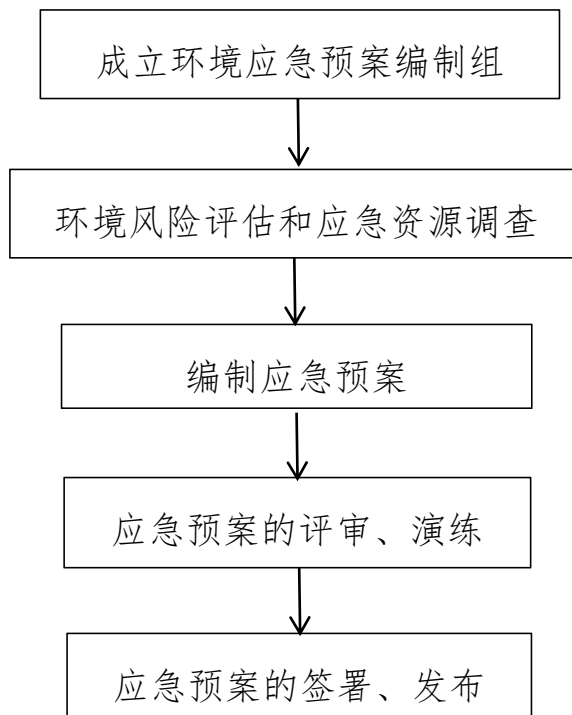 成立环境应急预案编制组
环境风险评估和应急资源调查
编制应急预案
应急预案的评审、演练
应急预案的签署、发布